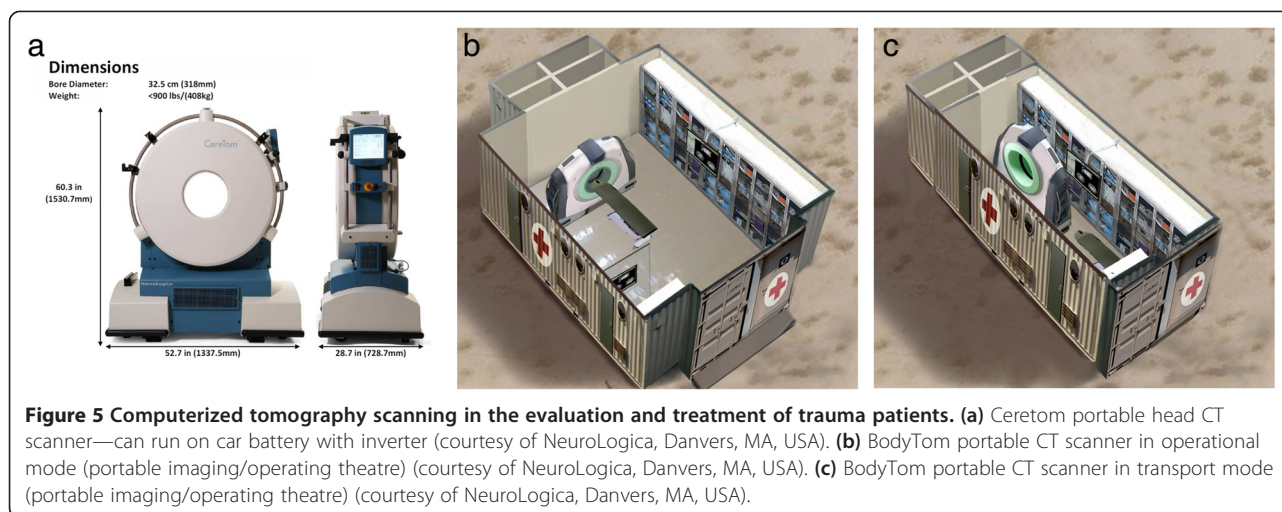 a
Dimensions
Bore Diameter: 32.5 cm (318mm)
Weight: <900 lbs/(408kg)
CereTom
60.3 in
(1530.7mm)
NeuroLogica
52.7 in (1337.5mm)
28.7 in (728.7mm)
b
c
Figure 5 Computerized tomography scanning in the evaluation and treatment of trauma patients. (a) Ceretom portable head CT
scanner—can run on car battery with inverter (courtesy of NeuroLogica, Danvers, MA, USA). (b) BodyTom portable CT scanner in operational
mode (portable imaging/operating theatre) (courtesy of NeuroLogica, Danvers, MA, USA). (c) BodyTom portable CT scanner in transport mode
(portable imaging/operating theatre) (courtesy of NeuroLogica, Danvers, MA, USA).